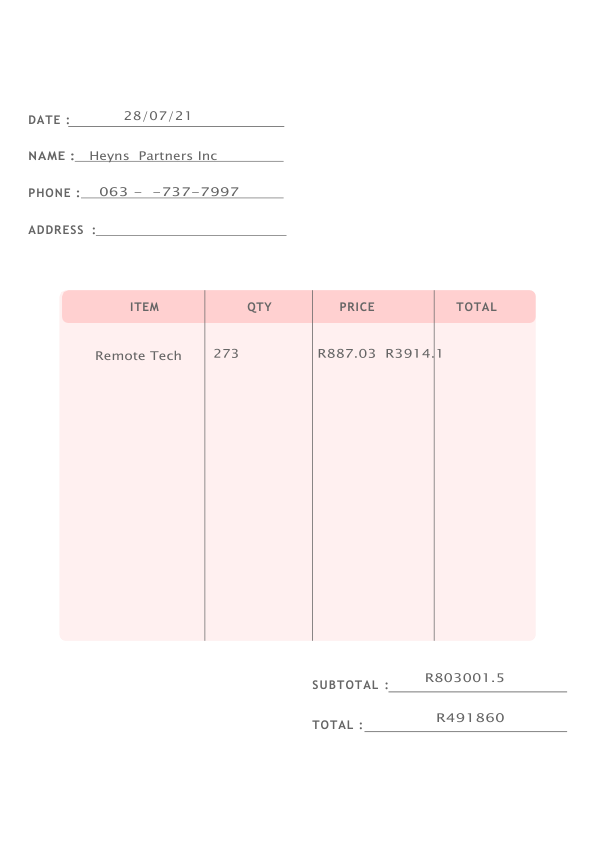 DATE : 28/07/21
NAME : Heyns Partners Inc
PHONE : 063 – –737–7997
ADDRESS :
ITEM QTY PRICE TOTAL
Remote Tech 273 R887.03 R3914.1
SUBTOTAL : R803001.5
TOTAL : R491860